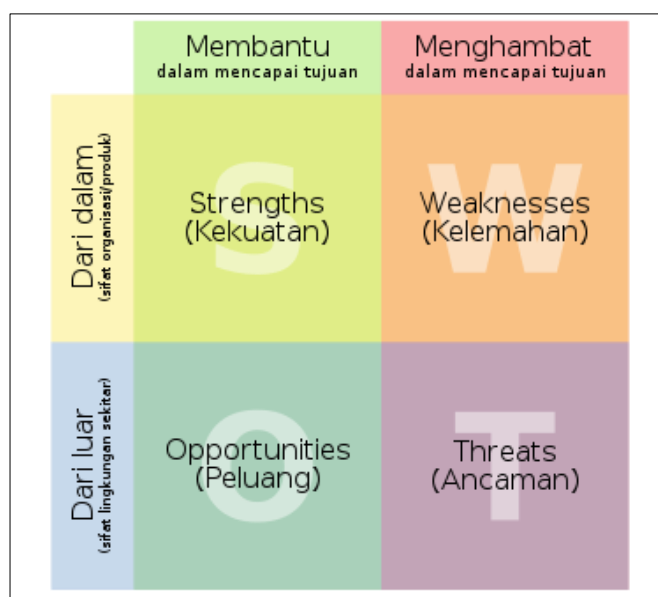 Membantu
dalam mencapai tujuan
Menghambat
dalam mencapai tujuan
Dari dalam
(sifat organisasi/produk)
S
Strengths
(Kekuatan)
W
Weaknesses
(Kelemahan)
Dari luar
(sifat lingkungan sekitar)
O
Opportunities
(Peluang)
T
Threats
(Ancaman)